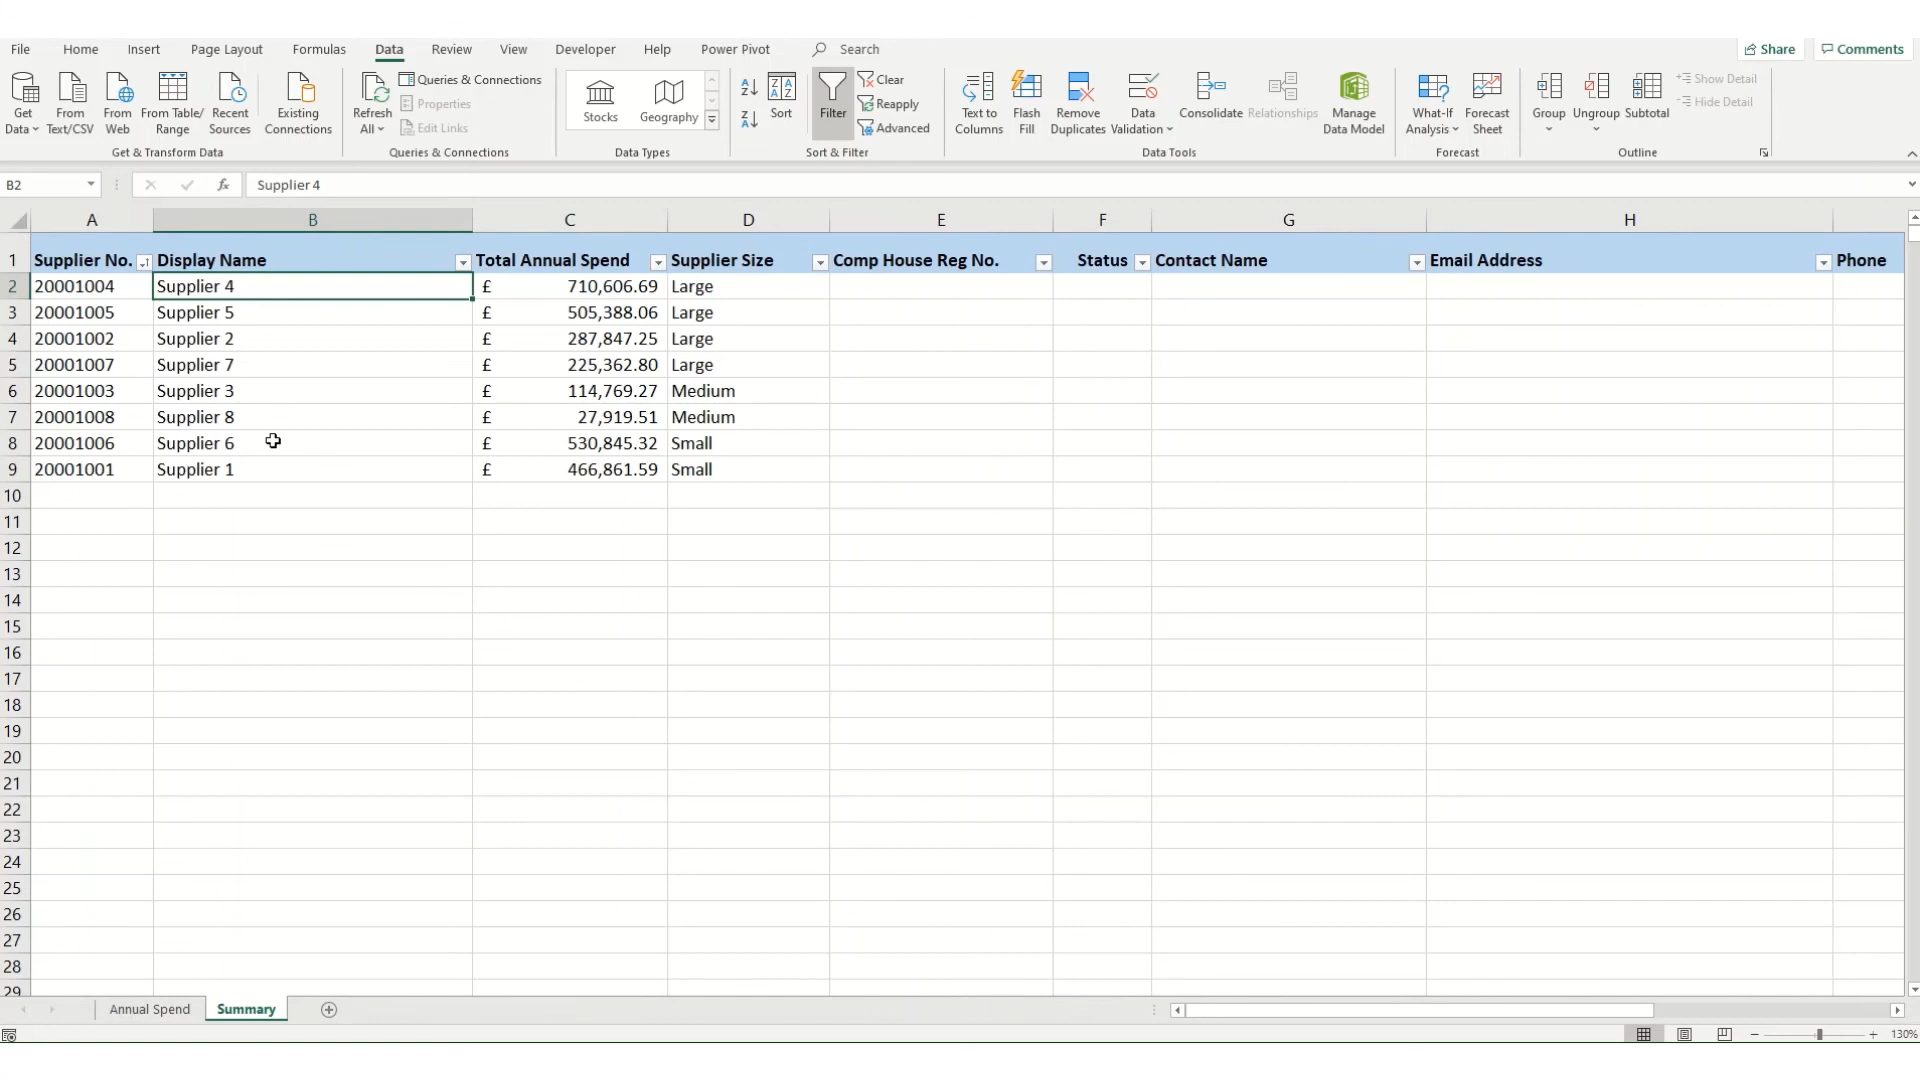 File Home Insert Page Layout Formulas Data Review View Developer Help Power Pivot Search Share Comments
Get Data From Text/CSV From Web From Table/ Range Recent Sources Existing Connections
Get & Transform Data
Refresh All Queries & Connections Properties Edit Links
Queries & Connections
Stocks Geography
Data Types
Sort Filter Clear Reapply Advanced
Sort & Filter
Text to Columns Flash Fill Remove Duplicates Data Validation Consolidate Relationships Manage Data Model
Data Tools
What-If Analysis Forecast Sheet
Forecast
Group Ungroup Subtotal Show Detail Hide Detail
Outline
B2 fx Supplier 4
A B C D E F G H
1 Supplier No. Display Name Total Annual Spend Supplier Size Comp House Reg No. Status Contact Name Email Address Phone
2 20001004 Supplier 4 £ 710,606.69 Large
3 20001005 Supplier 5 £ 505,388.06 Large
4 20001002 Supplier 2 £ 287,847.25 Large
5 20001007 Supplier 7 £ 225,362.80 Large
6 20001003 Supplier 3 £ 114,769.27 Medium
7 20001008 Supplier 8 £ 27,919.51 Medium
8 20001006 Supplier 6 £ 530,845.32 Small
9 20001001 Supplier 1 £ 466,861.59 Small
10
11
12
13
14
15
16
17
18
19
20
21
22
23
24
25
26
27
28
29
Annual Spend Summary
130%